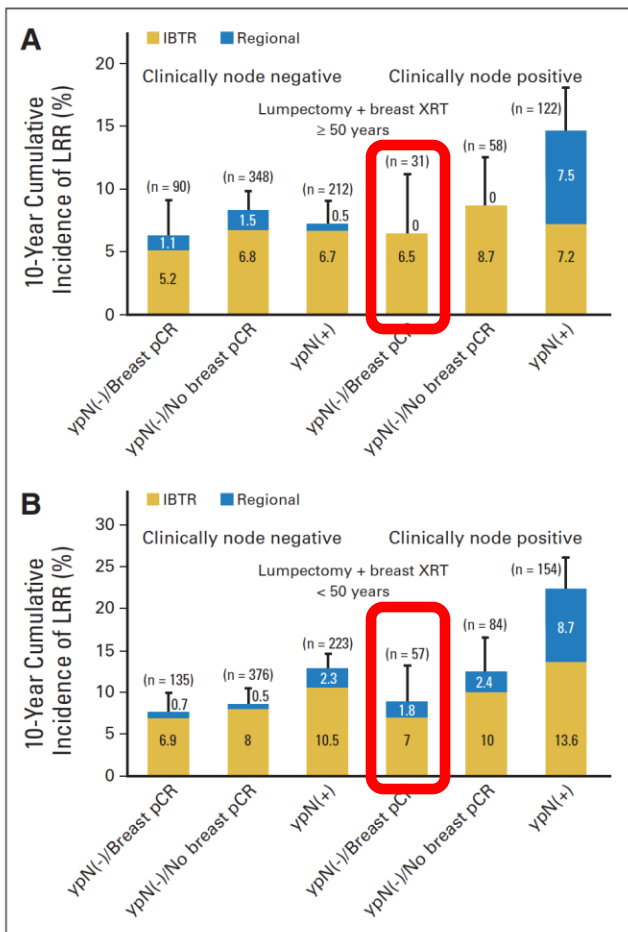 A
IBTR Regional
20
Clinically node negative Clinically node positive
Lumpectomy + breast XRT
≥ 50 years
(n = 122)
(n = 31)
(n = 58)
(n = 348)
(n = 90)
(n = 212)
15
10
5
0
10-Year Cumulative
Incidence of LRR (%)
1.1
1.5
0.5
0
0
7.5
5.2
6.8
6.7
6.5
8.7
7.2
ypN(-)/Breast pCR
ypN(-)/No breast pCR
ypN(+)
ypN(-)/Breast pCR
ypN(-)/No breast pCR
ypN(+)
B
IBTR Regional
30
Clinically node negative Clinically node positive
Lumpectomy + breast XRT
< 50 years
(n = 154)
(n = 223)
(n = 57)
(n = 84)
(n = 135)
(n = 376)
25
20
15
10
5
0
10-Year Cumulative
Incidence of LRR (%)
0.7
0.5
2.3
1.8
2.4
8.7
6.9
8
10.5
7
10
13.6
ypN(-)/Breast pCR
ypN(-)/No breast pCR
ypN(+)
ypN(-)/Breast pCR
ypN(-)/No breast pCR
ypN(+)